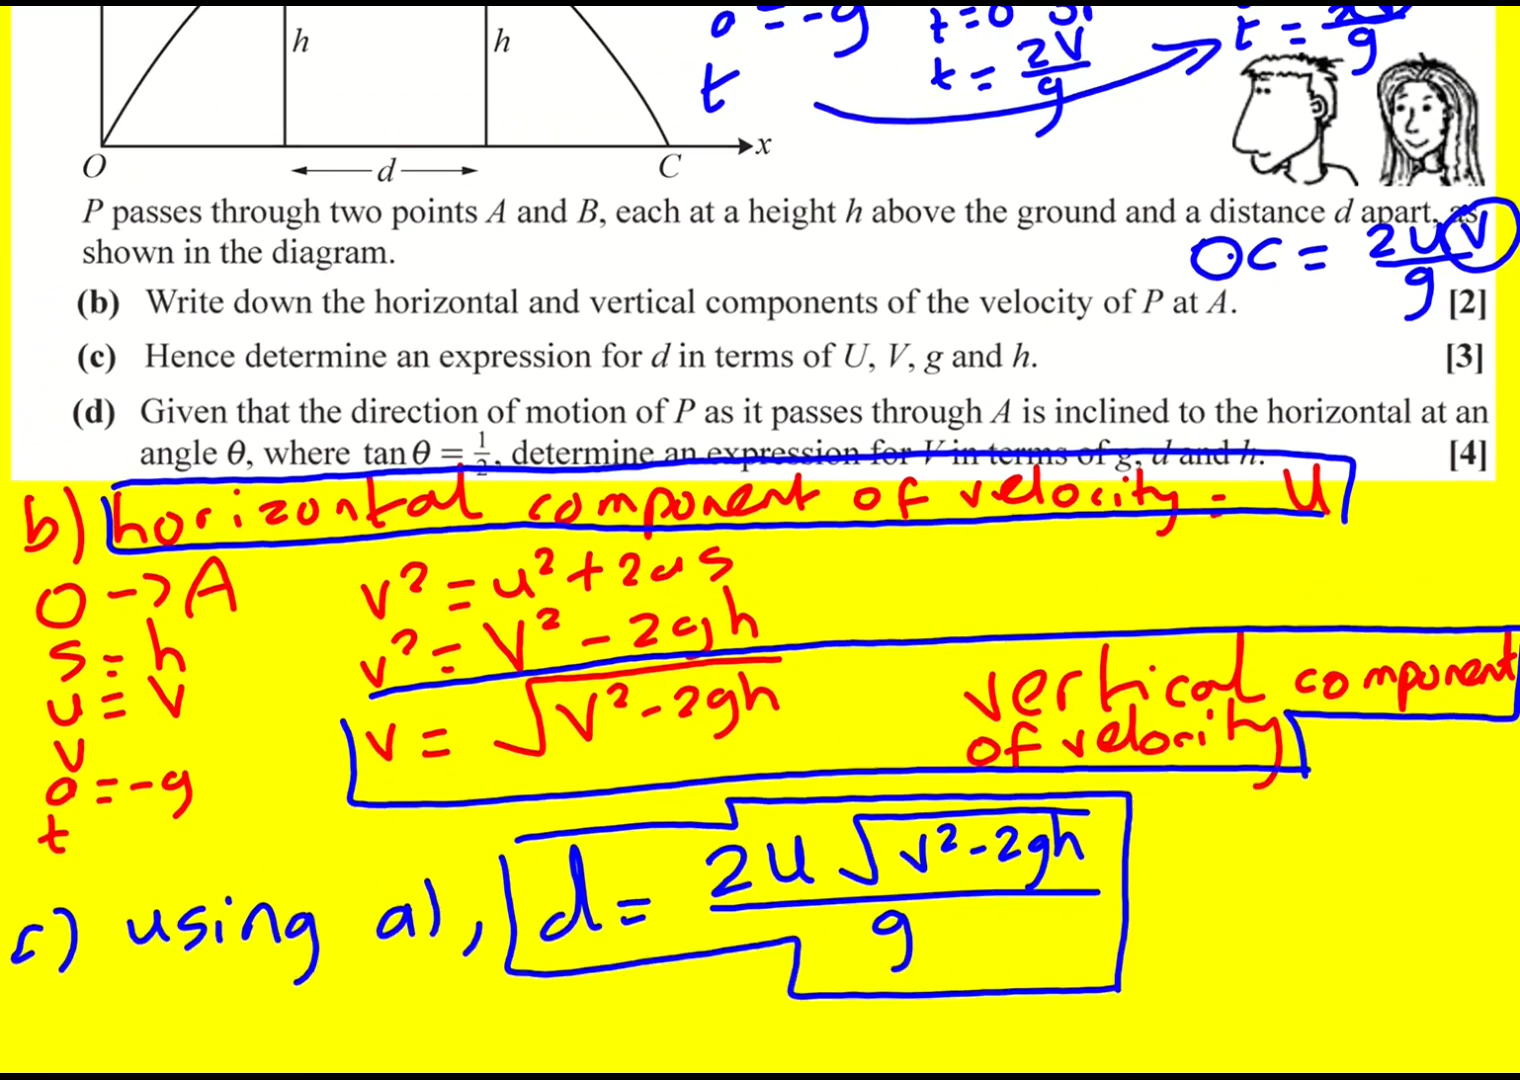 a = -g
t = 0
t = 2V/g
t = 2V/g
t
h
h
O
d
C
x
P passes through two points A and B, each at a height h above the ground and a distance d apart, as
shown in the diagram.
OC = 2UV/g
(b) Write down the horizontal and vertical components of the velocity of P at A. [2]
(c) Hence determine an expression for d in terms of U, V, g and h. [3]
(d) Given that the direction of motion of P as it passes through A is inclined to the horizontal at an
angle θ, where tan θ = 1/2, determine an expression for V in terms of g, d and h. [4]
b) horizontal component of velocity = U
O -> A
s = h
u = V
v
a = -g
t
v² = u² + 2as
v² = V² - 2gh
v = √(V² - 2gh)
vertical component
of velocity
c) using a), d = 2U√(V² - 2gh)/g